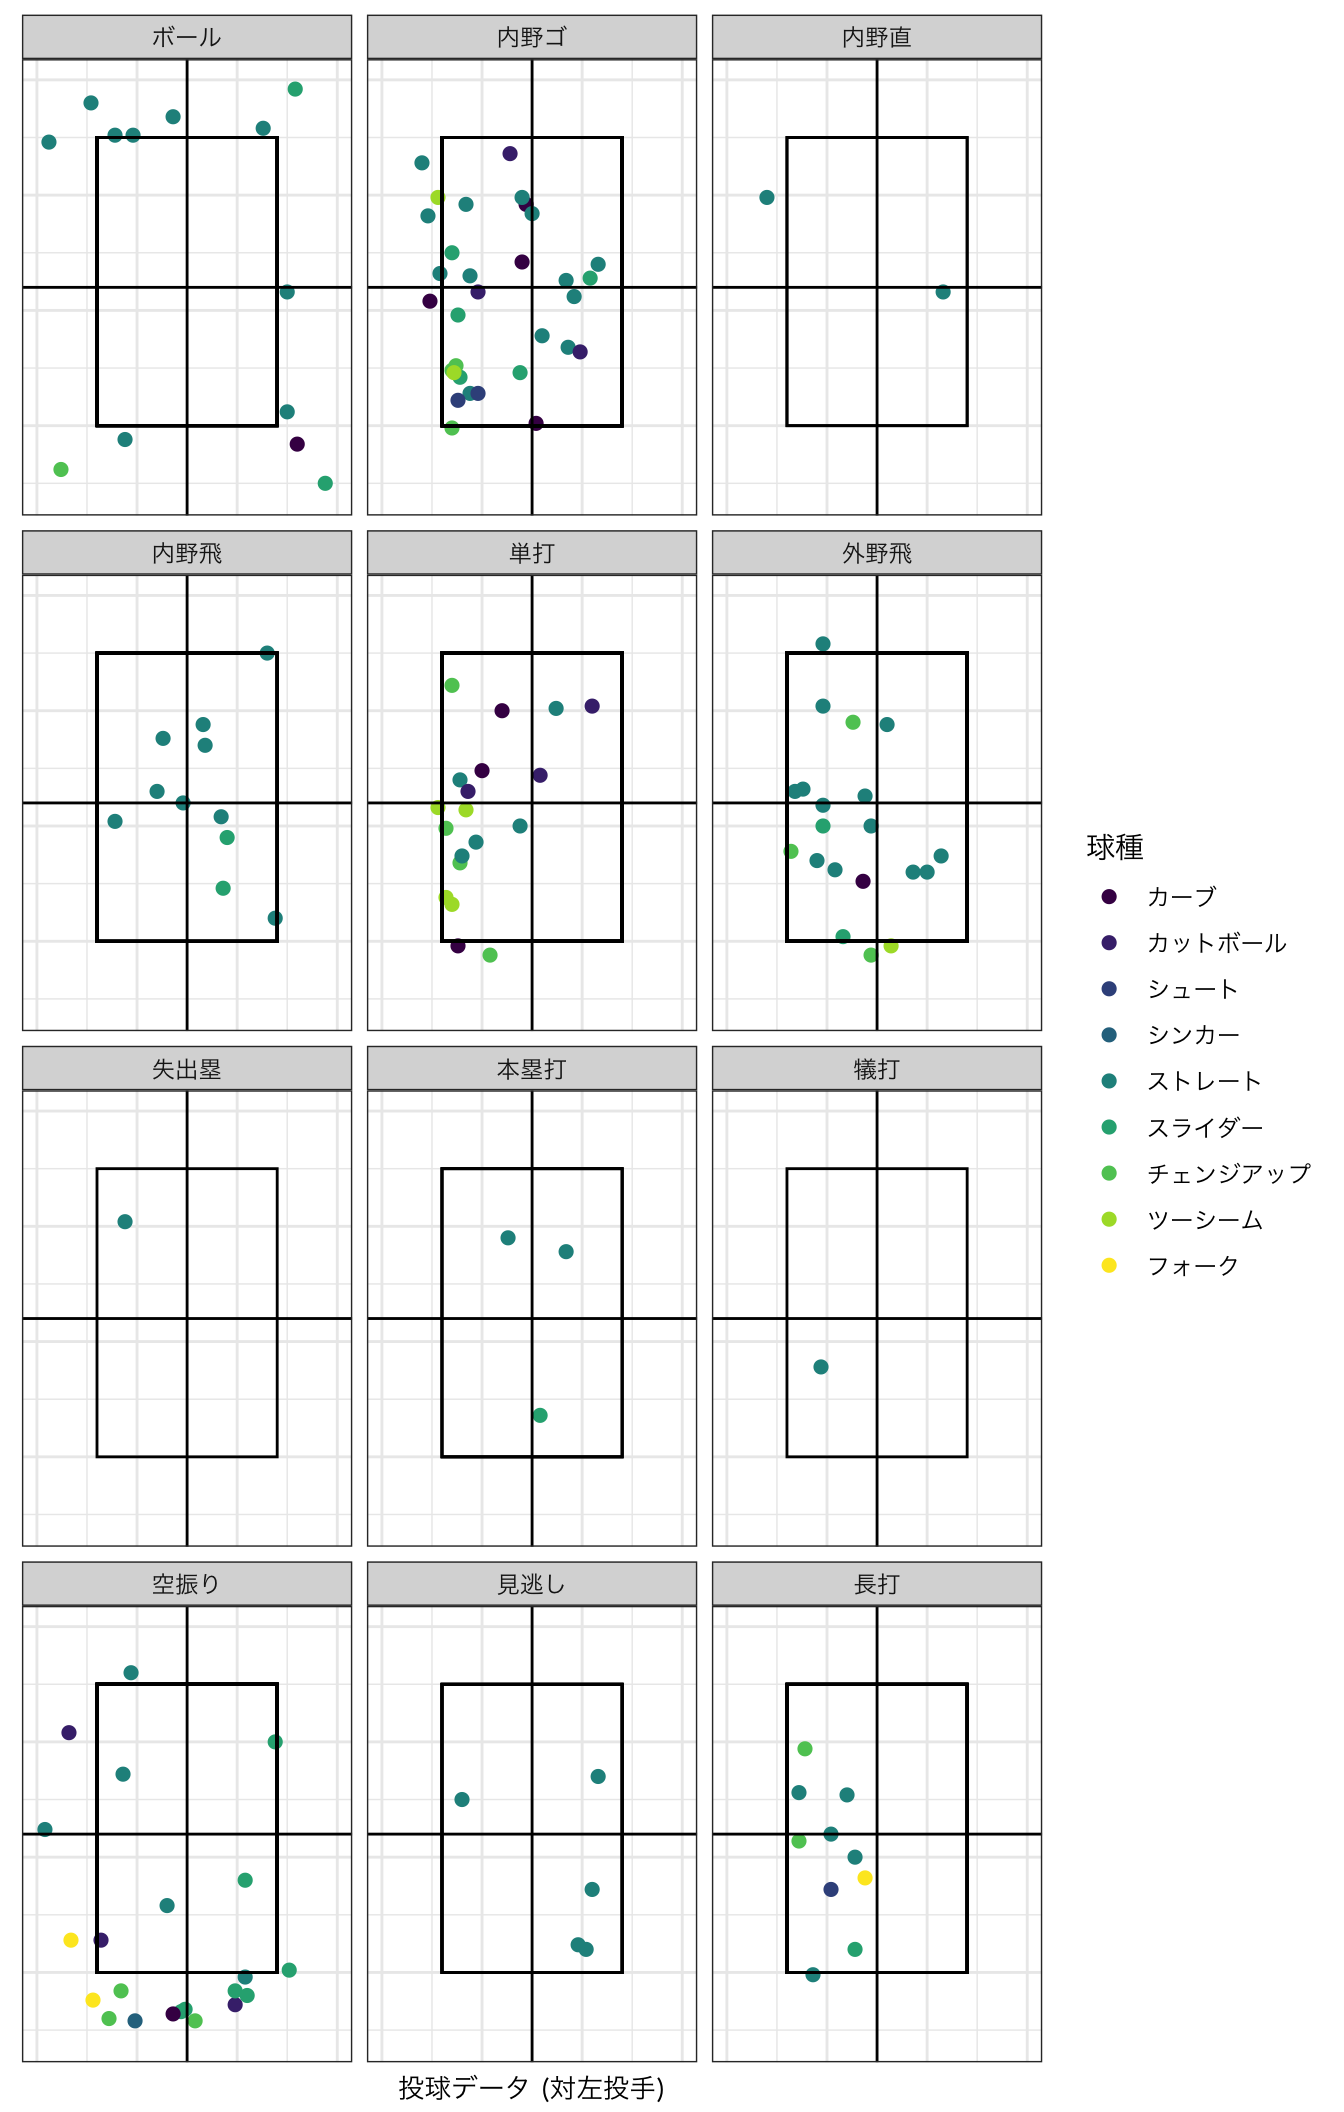 ボール
内野ゴ
内野直
内野飛
単打
外野飛
失出塁
本塁打
犠打
空振り
見逃し
長打
球種
カーブ
カットボール
シュート
シンカー
ストレート
スライダー
チェンジアップ
ツーシーム
フォーク
投球データ (対左投手)